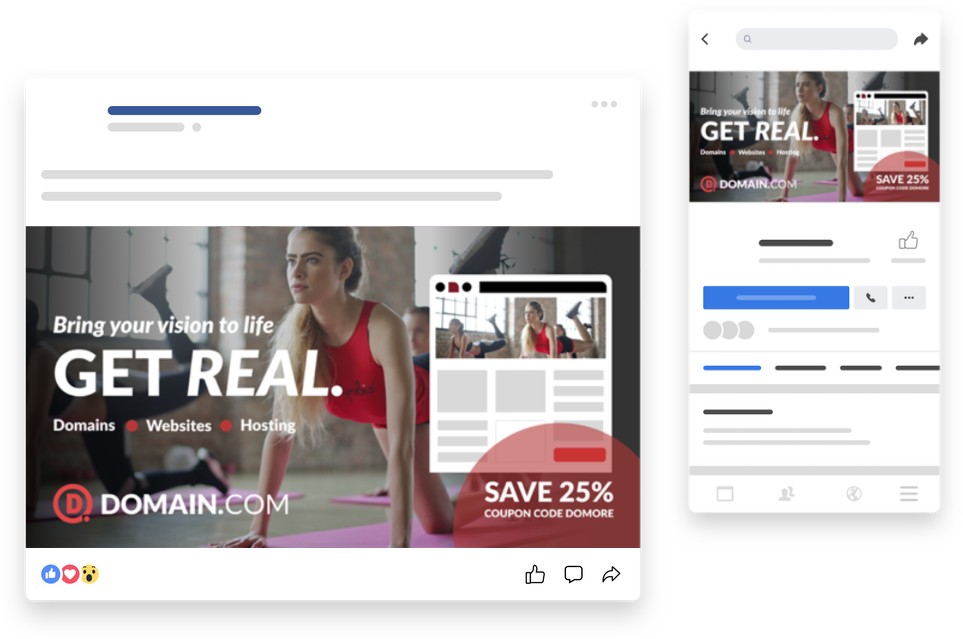 Bring your vision to life
GET REAL.
Domains • Websites • Hosting
DOMAIN.COM
SAVE 25%
COUPON CODE DOMORE
Bring your vision to life
GET REAL.
Domains • Websites • Hosting
DOMAIN.COM
SAVE 25%
COUPON CODE DOMORE